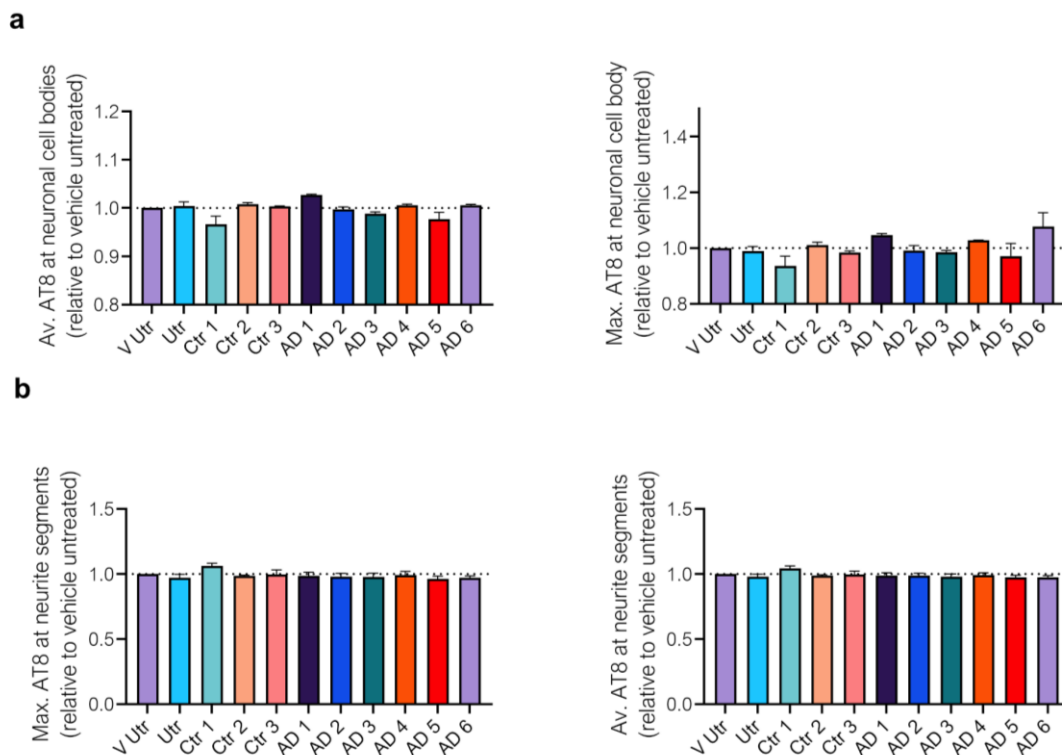 a
Av. AT8 at neuronal cell bodies
(relative to vehicle untreated)
1.2
1.1
1.0
0.9
0.8
V Utr
Utr
Ctr 1
Ctr 2
Ctr 3
AD 1
AD 2
AD 3
AD 4
AD 5
AD 6
Max. AT8 at neuronal cell body
(relative to vehicle untreated)
1.4
1.2
1.0
0.8
V Utr
Utr
Ctr 1
Ctr 2
Ctr 3
AD 1
AD 2
AD 3
AD 4
AD 5
AD 6
b
Max. AT8 at neurite segments
(relative to vehicle untreated)
1.5
1.0
0.5
0.0
V Utr
Utr
Ctr 1
Ctr 2
Ctr 3
AD 1
AD 2
AD 3
AD 4
AD 5
AD 6
Av. AT8 at neurite segments
(relative to vehicle untreated)
1.5
1.0
0.5
0.0
V Utr
Utr
Ctr 1
Ctr 2
Ctr 3
AD 1
AD 2
AD 3
AD 4
AD 5
AD 6